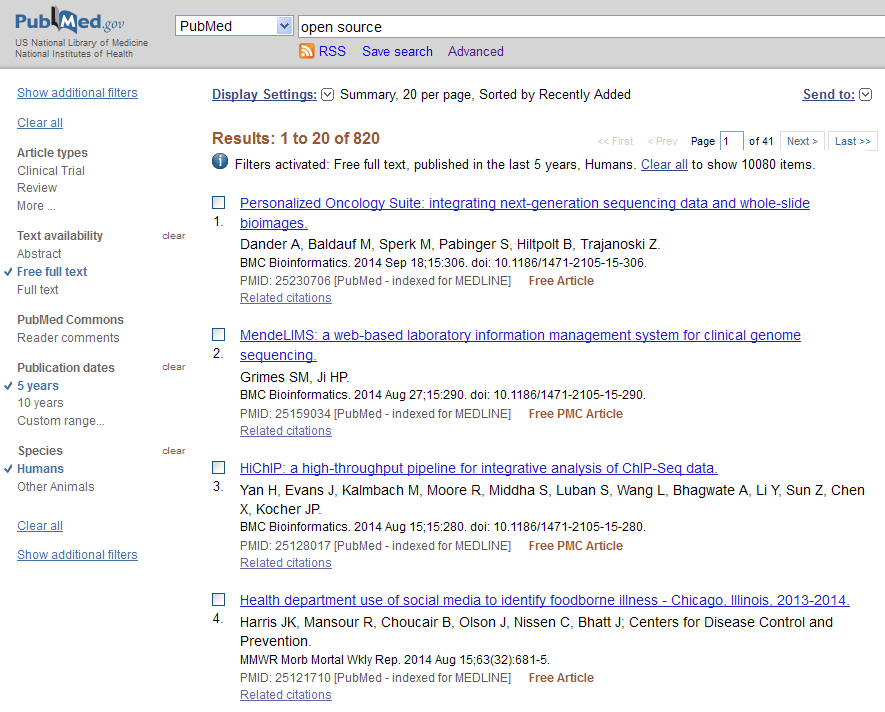 PubMed.gov
US National Library of Medicine
National Institutes of Health
PubMed
open source
RSS Save search Advanced
Show additional filters
Clear all
Article types
Clinical Trial
Review
More ...
Text availability clear
Abstract
Free full text
Full text
PubMed Commons
Reader comments
Publication dates clear
5 years
10 years
Custom range...
Species clear
Humans
Other Animals
Clear all
Show additional filters
Display Settings: Summary, 20 per page, Sorted by Recently Added Send to:
Results: 1 to 20 of 820
<< First < Prev Page 1 of 41 Next > Last >>
Filters activated: Free full text, published in the last 5 years, Humans. Clear all to show 10080 items.
Personalized Oncology Suite: integrating next-generation sequencing data and whole-slide
1. bioimages.
Dander A, Baldauf M, Sperk M, Pabinger S, Hiltpolt B, Trajanoski Z.
BMC Bioinformatics. 2014 Sep 18;15:306. doi: 10.1186/1471-2105-15-306.
PMID: 25230706 [PubMed - indexed for MEDLINE] Free Article
Related citations
MendeLIMS: a web-based laboratory information management system for clinical genome
2. sequencing.
Grimes SM, Ji HP.
BMC Bioinformatics. 2014 Aug 27;15:290. doi: 10.1186/1471-2105-15-290.
PMID: 25159034 [PubMed - indexed for MEDLINE] Free PMC Article
Related citations
HiChIP: a high-throughput pipeline for integrative analysis of ChIP-Seq data.
3. Yan H, Evans J, Kalmbach M, Moore R, Middha S, Luban S, Wang L, Bhagwate A, Li Y, Sun Z, Chen
X, Kocher JP.
BMC Bioinformatics. 2014 Aug 15;15:280. doi: 10.1186/1471-2105-15-280.
PMID: 25128017 [PubMed - indexed for MEDLINE] Free PMC Article
Related citations
Health department use of social media to identify foodborne illness - Chicago, Illinois, 2013-2014.
4. Harris JK, Mansour R, Choucair B, Olson J, Nissen C, Bhatt J; Centers for Disease Control and
Prevention.
MMWR Morb Mortal Wkly Rep. 2014 Aug 15;63(32):681-5.
PMID: 25121710 [PubMed - indexed for MEDLINE] Free Article
Related citations